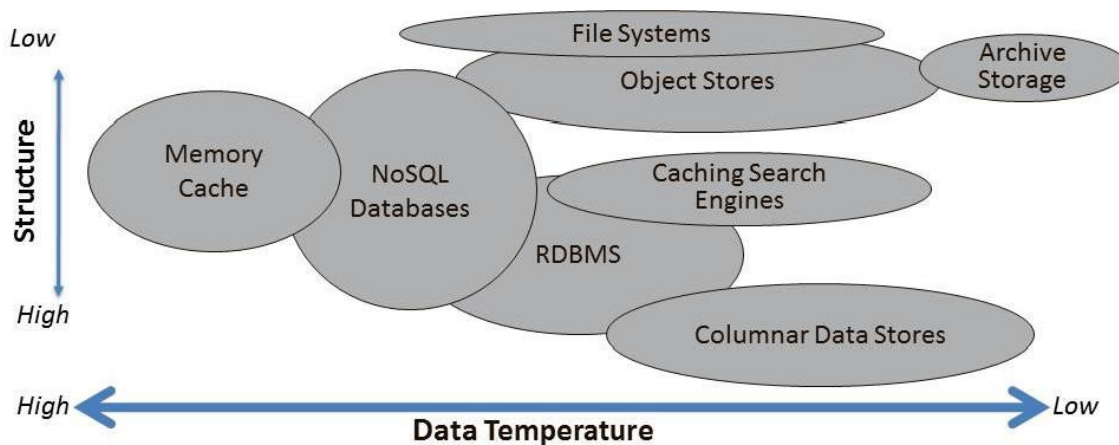 Low
File Systems
Archive
Storage
Object Stores
Structure
Memory
Cache
NoSQL
Databases
Caching Search
Engines
RDBMS
High
Columnar Data Stores
High
Low
Data Temperature